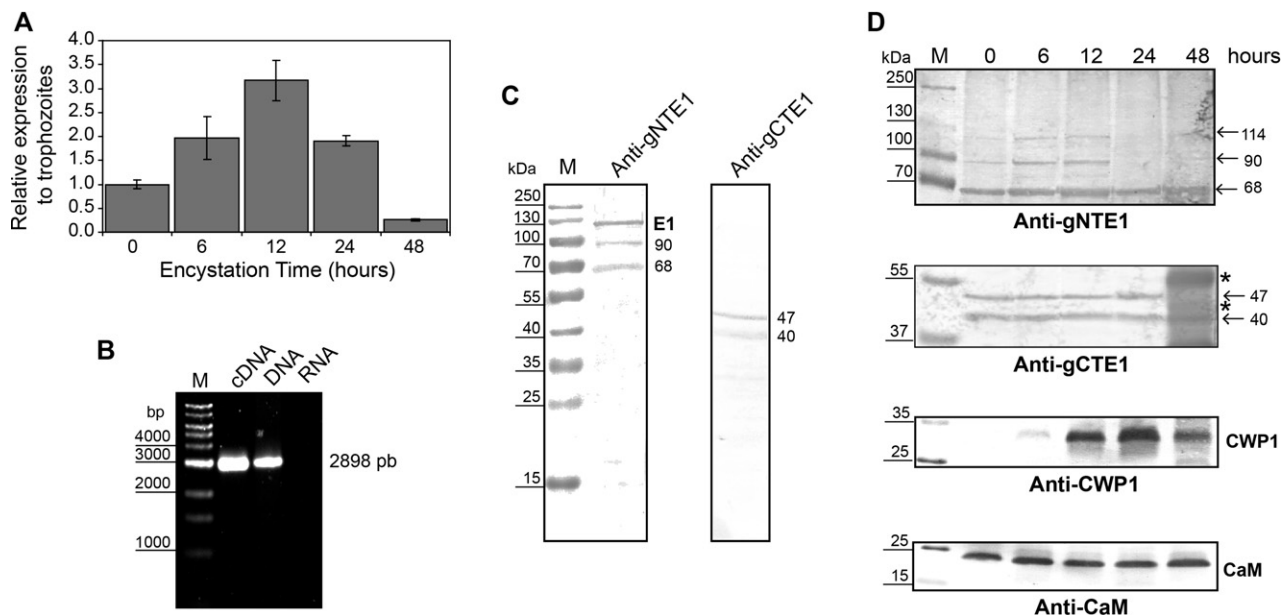 A
Relative expression
to trophozoites
4.0
3.5
3.0
2.5
2.0
1.5
1.0
0.5
0.0
0 6 12 24 48
Encystation Time (hours)
B
M cDNA DNA RNA
bp
4000
3000
2000
1000
2898 pb
C
Anti-gNTE1
Anti-gCTE1
kDa M
250
130
100
70
55
40
35
25
15
E1
90
68
47
40
D
kDa M 0 6 12 24 48 hours
250
130
100
70
114
90
68
Anti-gNTE1
55
37
*
47
*
40
Anti-gCTE1
35
25
CWP1
Anti-CWP1
25
15
CaM
Anti-CaM